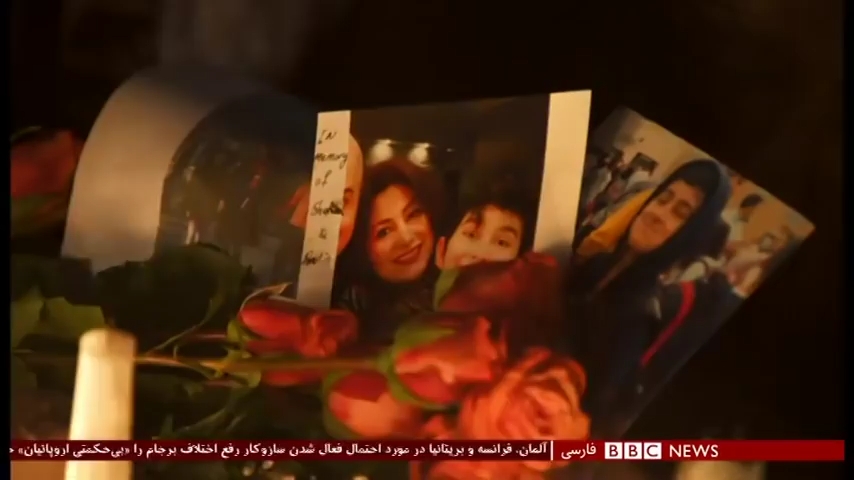 In
memory
of
&
آلمان، فرانسه و بریتانیا در مورد احتمال فعال شدن سازوکار رفع اختلاف برجام را «بی‌حکمتی اروپائیان»
فارسی BBC NEWS